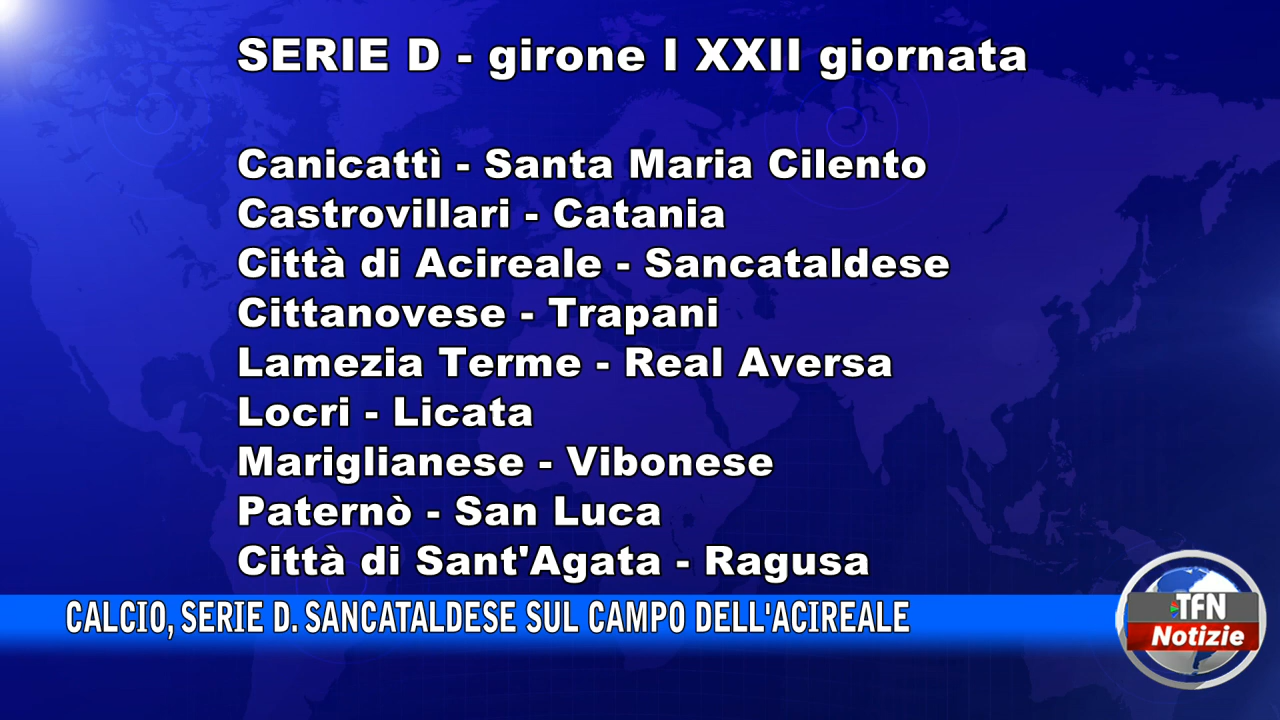 SERIE D - girone I XXII giornata
Canicattì - Santa Maria Cilento
Castrovillari - Catania
Città di Acireale - Sancataldese
Cittanovese - Trapani
Lamezia Terme - Real Aversa
Locri - Licata
Mariglianese - Vibonese
Paternò - San Luca
Città di Sant'Agata - Ragusa
CALCIO, SERIE D. SANCATALDESE SUL CAMPO DELL'ACIREALE
TFN
Notizie